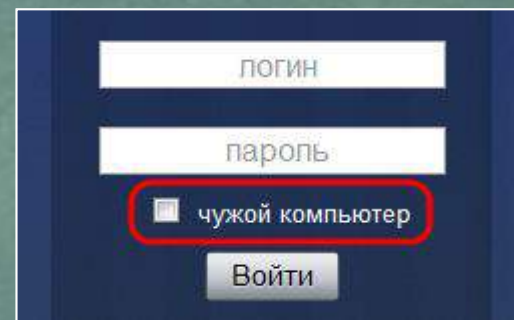 логин
пароль
чужой компьютер
Войти